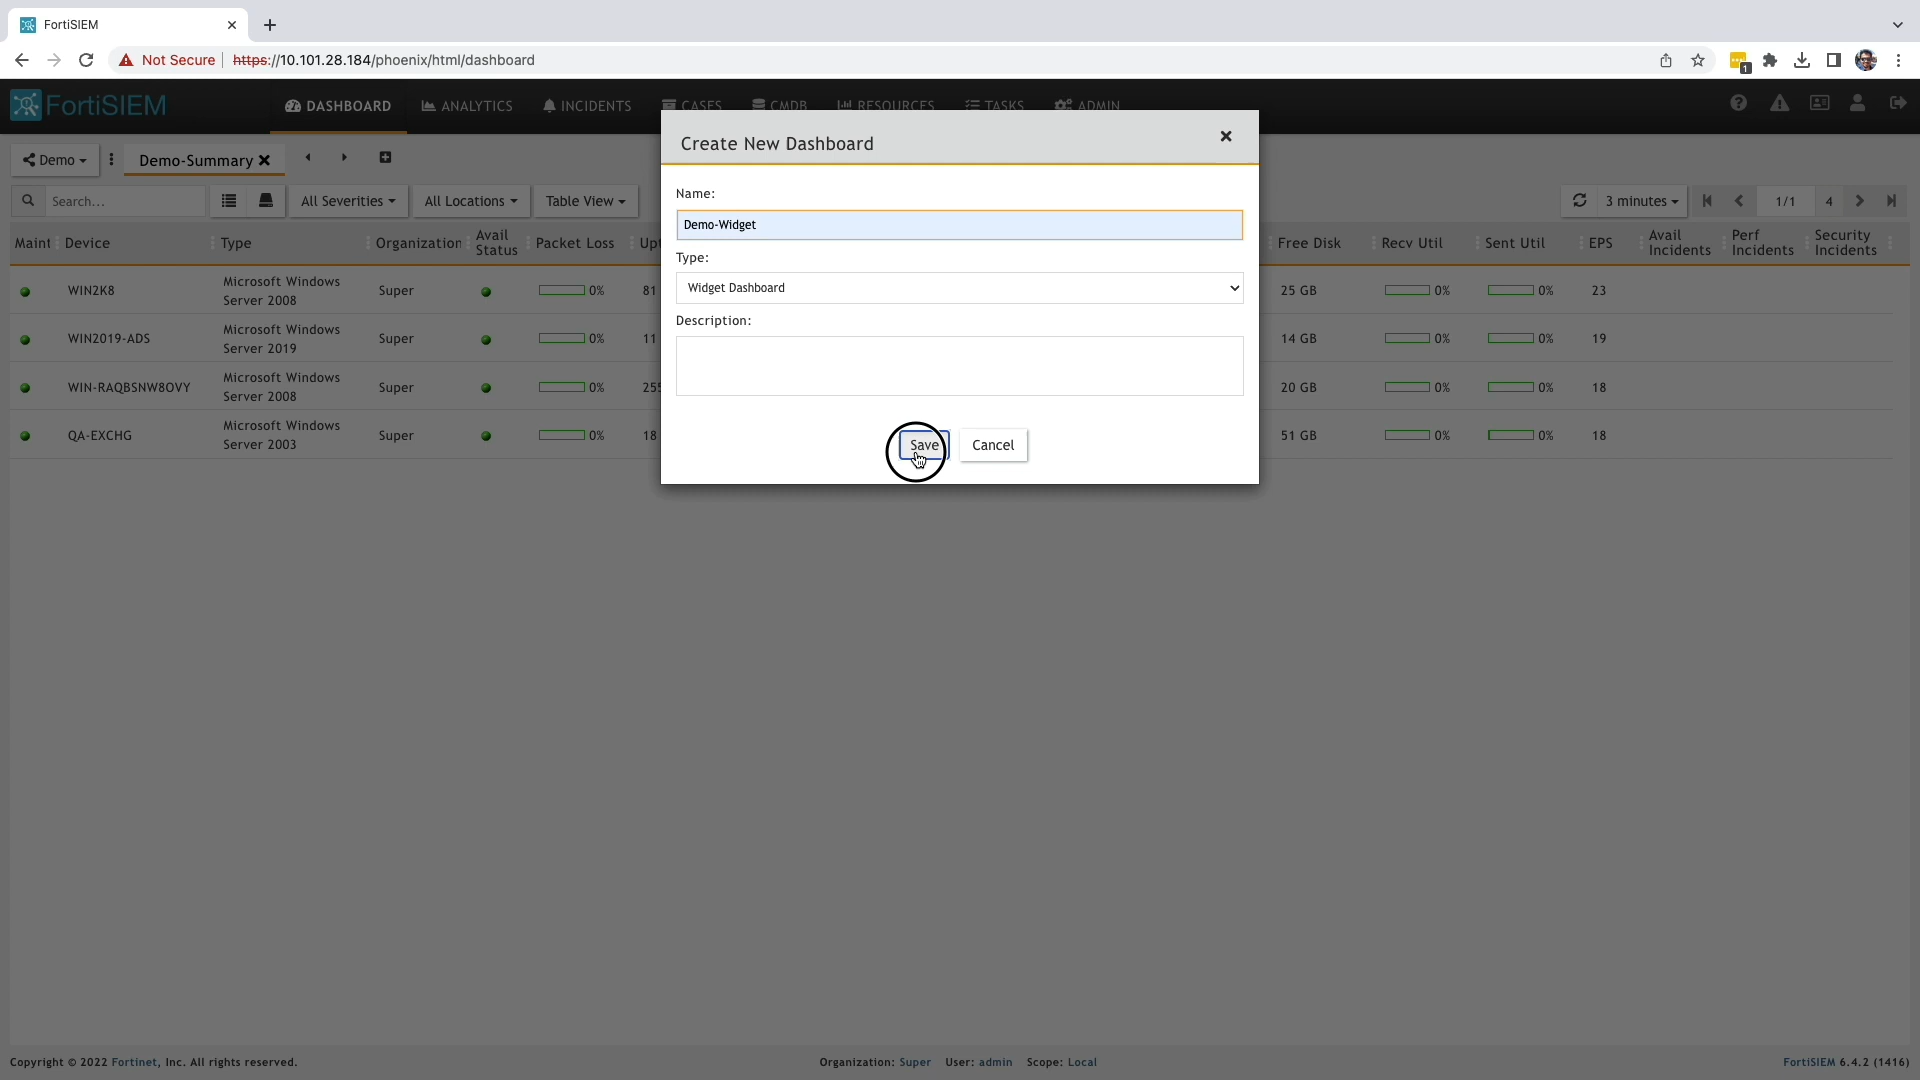 FortiSIEM
Not Secure https://10.101.28.184/phoenix/html/dashboard
1
FortiSIEM DASHBOARD ANALYTICS INCIDENTS CASES CMDB RESOURCES TASKS ADMIN
Create New Dashboard
Demo Demo-Summary
Search... All Severities All Locations Table View 3 minutes 1/1 4
Name:
Demo-Widget
Type:
Widget Dashboard
Description:
Save Cancel
Maint Device Type Organization Avail Status Packet Loss Free Disk Recv Util Sent Util EPS Avail Incidents Perf Incidents Security Incidents
WIN2K8 Microsoft Windows Server 2008 Super 0% 81 25 GB 0% 0% 23
WIN2019-ADS Microsoft Windows Server 2019 Super 0% 11 14 GB 0% 0% 19
WIN-RAQBSNW8OVY Microsoft Windows Server 2008 Super 0% 255 20 GB 0% 0% 18
QA-EXCHG Microsoft Windows Server 2003 Super 0% 18 51 GB 0% 0% 18
Copyright © 2022 Fortinet, Inc. All rights reserved. Organization: Super User: admin Scope: Local FortiSIEM 6.4.2 (1416)